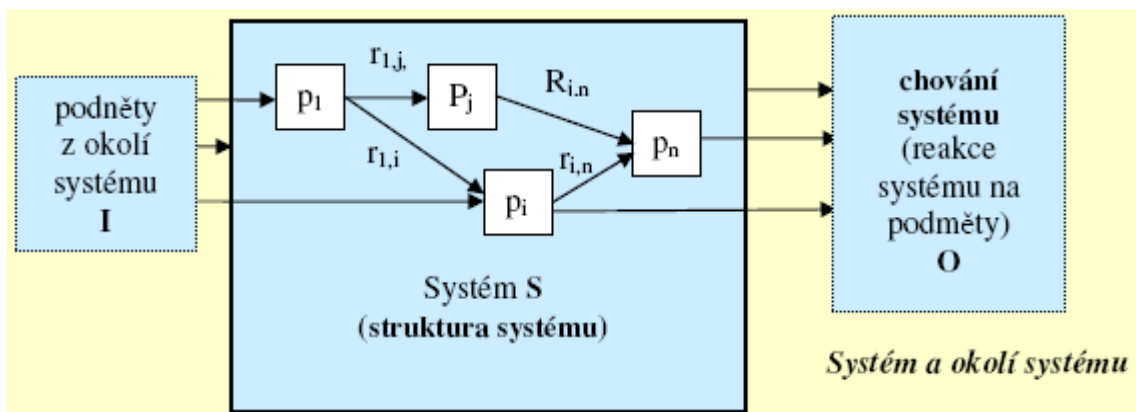 podněty
z okolí
systému
I
r1,j,
p1
Pj
Ri.n
r1,i
pn
ri,n
pi
Systém S
(struktura systému)
chování
systému
(reakce
systému na
podměty)
O
Systém a okolí systému